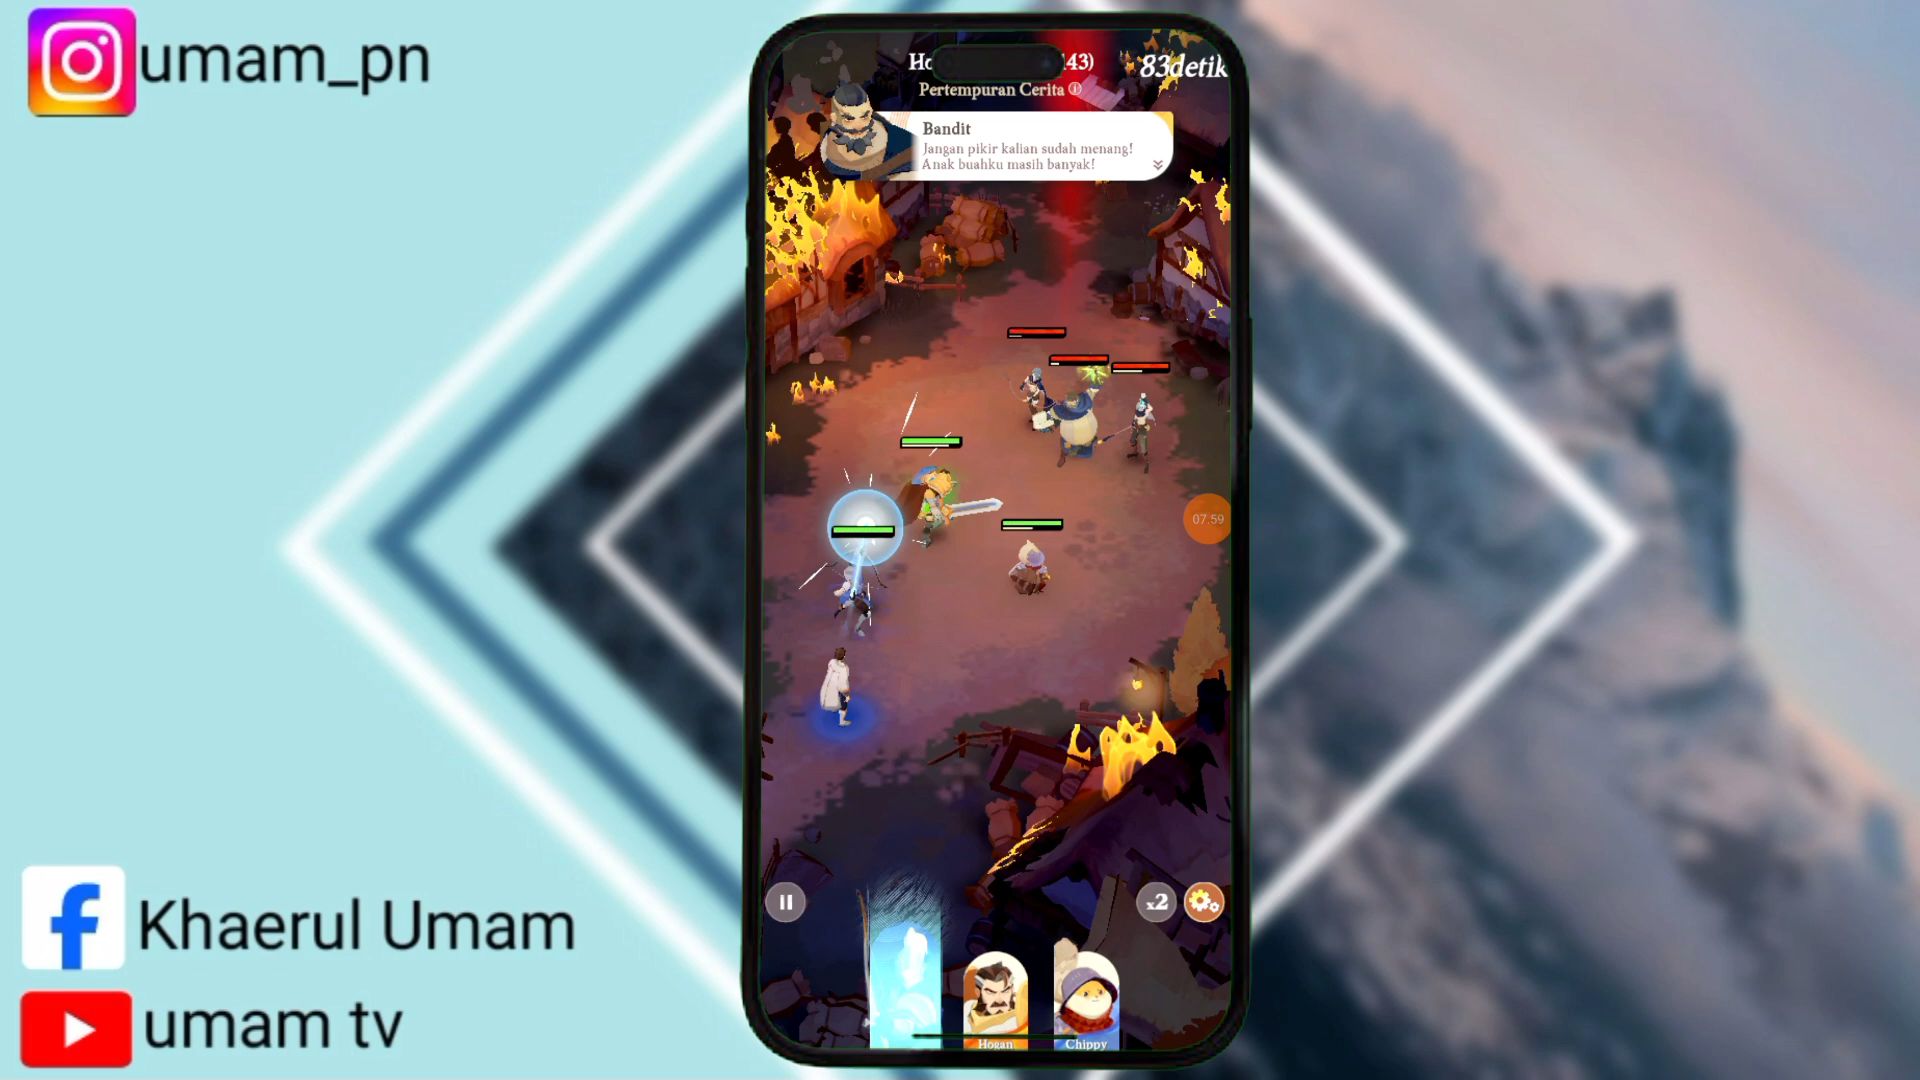 umam_pn
43)
83detik
Pertempuran Cerita
Bandit
Jangan pikir kalian sudah menang!
Anak buahku masih banyak!
07.59
x2
Khaerul Umam
umam tv
Hogan
Chippy